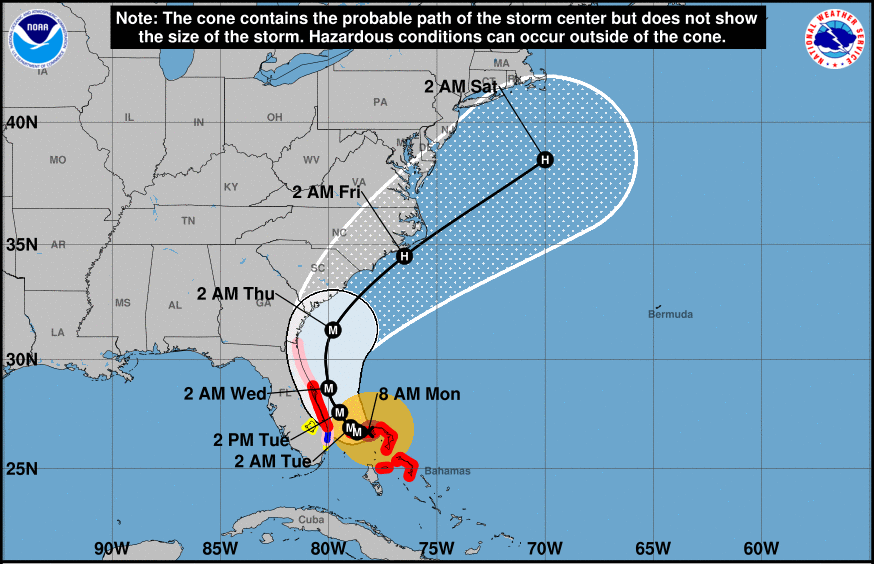 Note: The cone contains the probable path of the storm center but does not show
the size of the storm. Hazardous conditions can occur outside of the cone.
NOAA
NATIONAL WEATHER SERVICE
IA
MA
2 AM Sat
CT
PA
NJ
IL
IN
OH
40N
MO
WV
DE
KY
VA
2 AM Fri
H
TN
NC
35N
AR
H
SC
2 AM Thu
MS
AL
GA
M
Bermuda
LA
30N
2 AM Wed
FL
M
8 AM Mon
M
2 PM Tue
M
M
2 AM Tue
25N
Bahamas
Cuba
90W
85W
80W
75W
70W
65W
60W